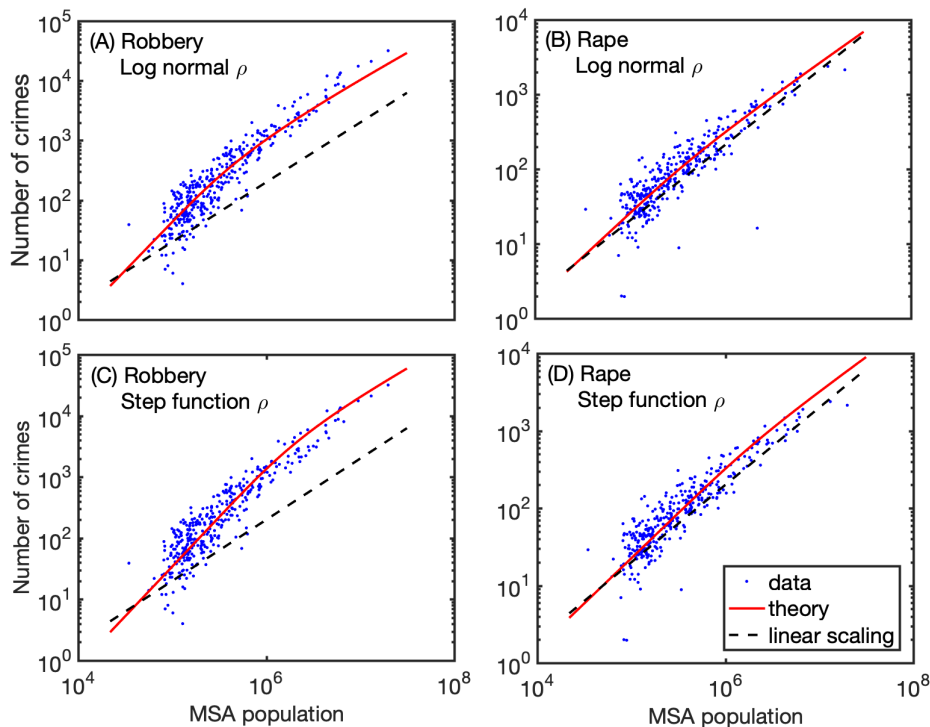 (A) Robbery
Log normal ρ
Number of crimes
10^5
10^4
10^3
10^2
10^1
10^0
(B) Rape
Log normal ρ
10^4
10^3
10^2
10^1
10^0
(C) Robbery
Step function ρ
Number of crimes
10^5
10^4
10^3
10^2
10^1
10^0
10^4 10^6 10^8
MSA population
(D) Rape
Step function ρ
10^4
10^3
10^2
10^1
10^0
data
theory
linear scaling
10^4 10^6 10^8
MSA population